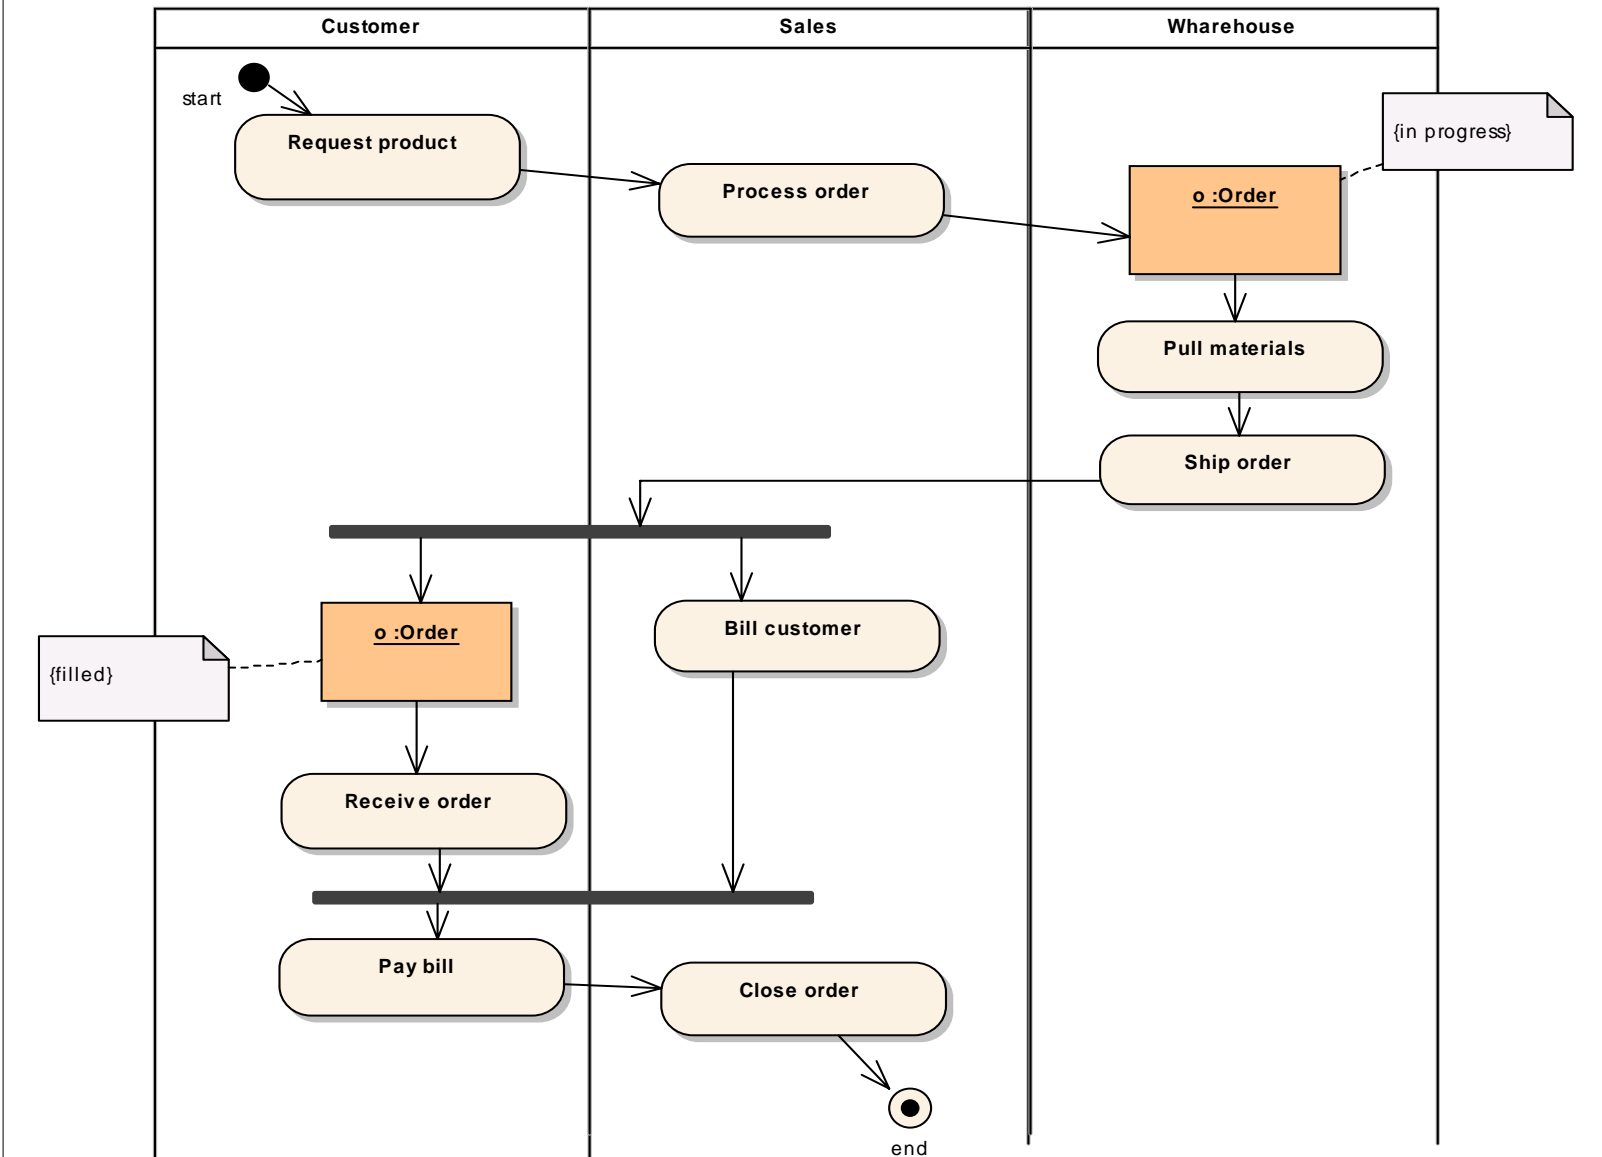 Customer
Sales
Wharehouse
start
Request product
{in progress}
Process order
o :Order
Pull materials
Ship order
o :Order
Bill customer
{filled}
Receive order
Pay bill
Close order
end